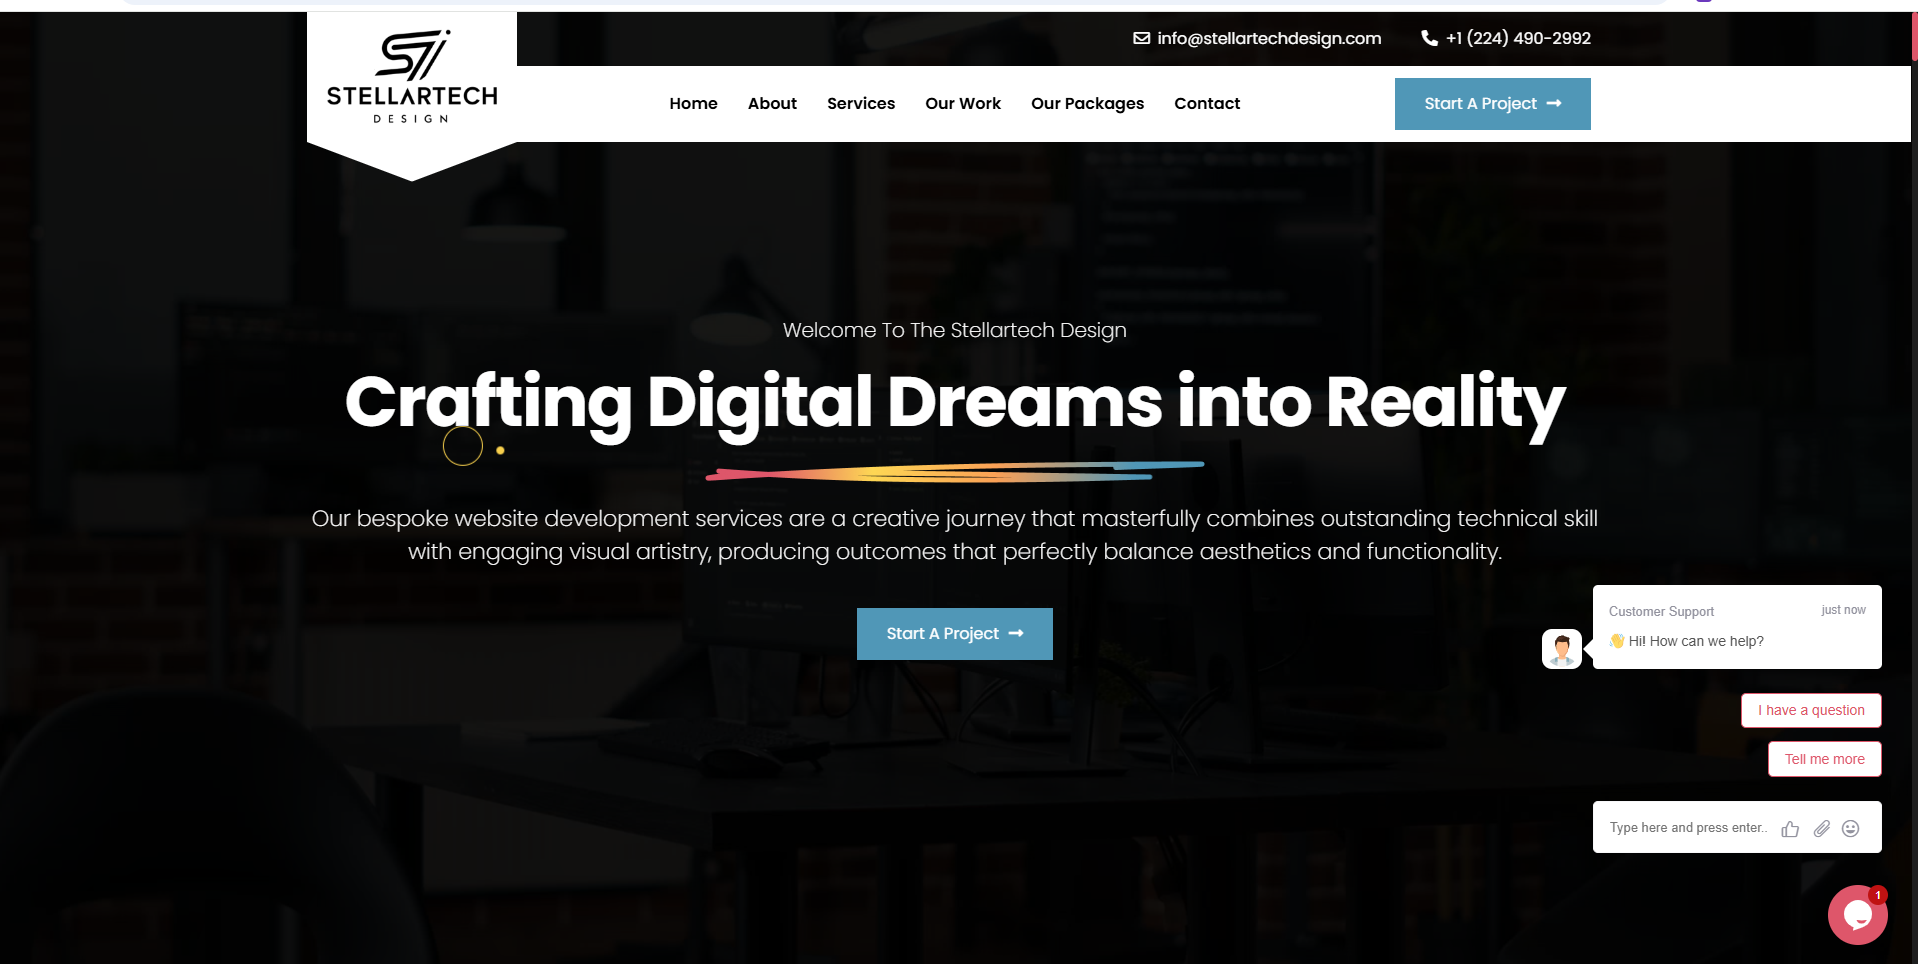 info@stellartechdesign.com
+1 (224) 490-2992
STELLARTECH
DESIGN
Home
About
Services
Our Work
Our Packages
Contact
Start A Project
Welcome To The Stellartech Design
Crafting Digital Dreams into Reality
Our bespoke website development services are a creative journey that masterfully combines outstanding technical skill
with engaging visual artistry, producing outcomes that perfectly balance aesthetics and functionality.
Start A Project
Customer Support
just now
👋 Hi! How can we help?
I have a question
Tell me more
Type here and press enter..
1